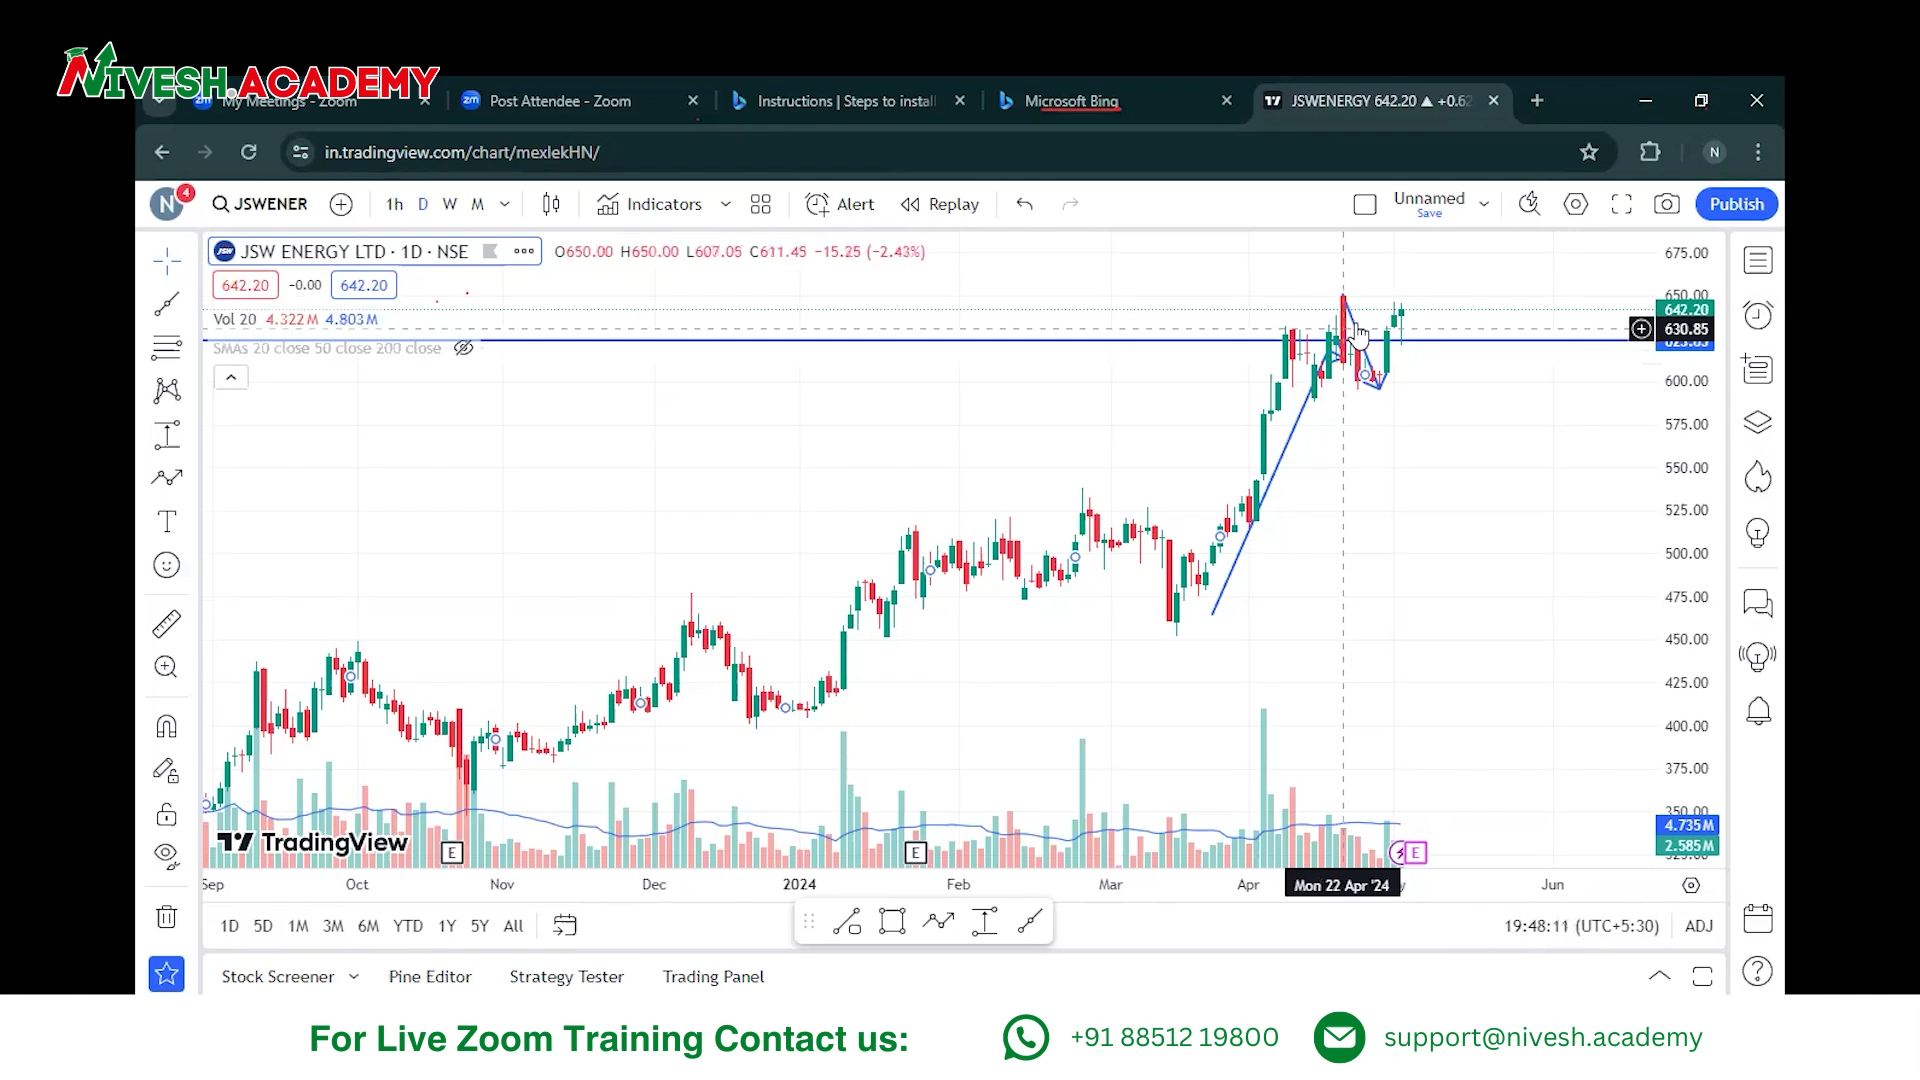 NIVESH.ACADEMY
My Meetings - Zoom
Post Attendee - Zoom
Instructions | Steps to install
Microsoft Bing
JSWENERGY 642.20 ▲ +0.62
in.tradingview.com/chart/mexlekHN/
N
N
4
JSWENER
1h
D
W
M
Indicators
Alert
Replay
Unnamed
Save
Publish
JSW ENERGY LTD · 1D · NSE
O650.00 H650.00 L607.05 C611.45 −15.25 (−2.43%)
642.20
-0.00
642.20
Vol 20 4.322M 4.803M
SMAs 20 close 50 close 200 close
675.00
650.00
642.20
630.85
600.00
575.00
550.00
525.00
500.00
475.00
450.00
425.00
400.00
375.00
350.00
4.735M
2.585M
TradingView
E
E
E
Sep
Oct
Nov
Dec
2024
Feb
Mar
Apr
Mon 22 Apr '24
Jun
1D
5D
1M
3M
6M
YTD
1Y
5Y
All
19:48:11 (UTC+5:30)
ADJ
Stock Screener
Pine Editor
Strategy Tester
Trading Panel
For Live Zoom Training Contact us:
+91 88512 19800
support@nivesh.academy